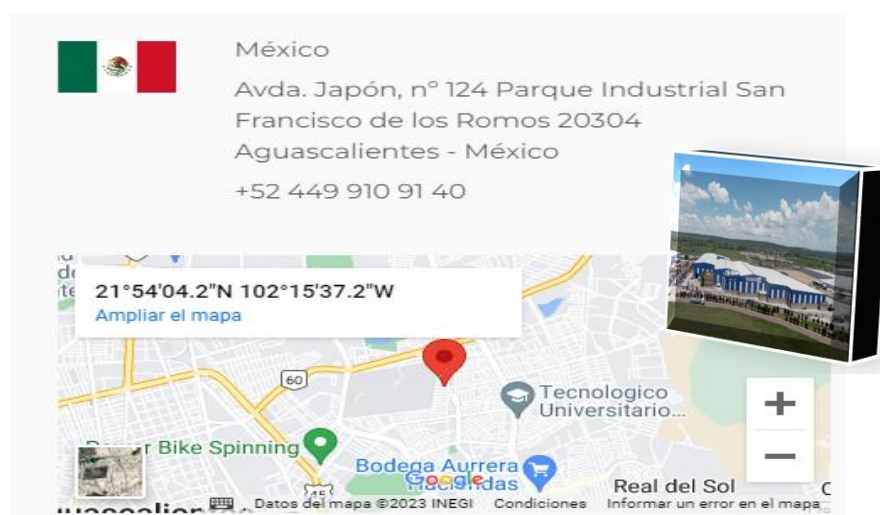 México
Avda. Japón, nº 124 Parque Industrial San
Francisco de los Romos 20304
Aguascalientes - México
+52 449 910 91 40
21°54'04.2"N 102°15'37.2"W
Ampliar el mapa
60
Tecnologico
Universitario...
r Bike Spinning
Bodega Aurrera
Google
45
Real del Sol
Datos del mapa ©2023 INEGI Condiciones Informar un error en el mapa